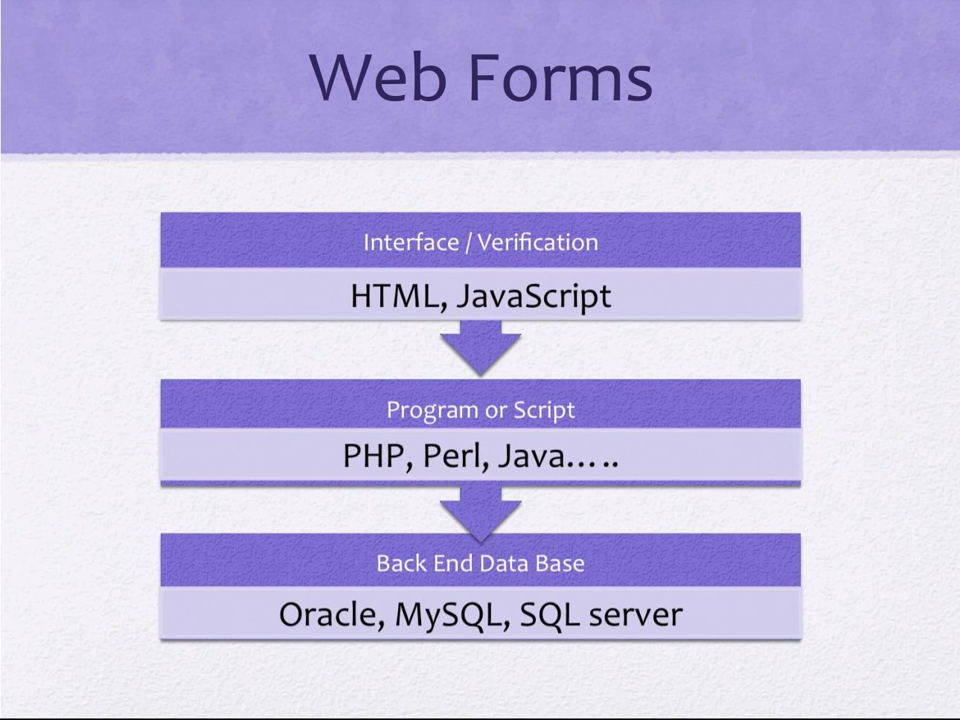 Web Forms
Interface / Verification
HTML, JavaScript
Program or Script
PHP, Perl, Java…..
Back End Data Base
Oracle, MySQL, SQL server